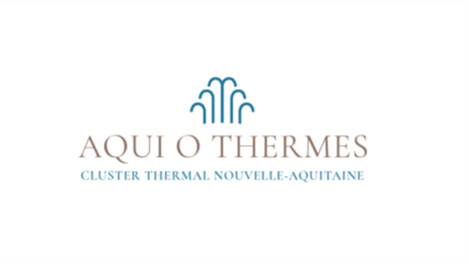 AQUI O THERMES
CLUSTER THERMAL NOUVELLE-AQUITAINE